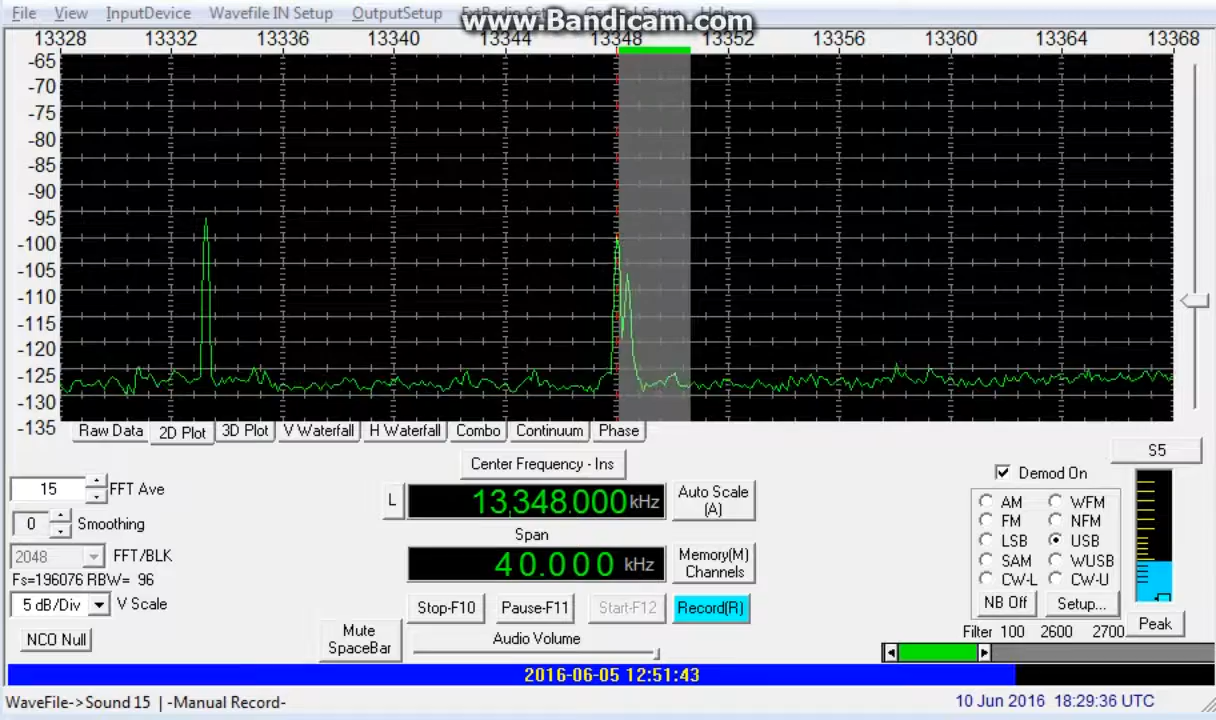 File View InputDevice Wavefile IN Setup OutputSetup
www.Bandicam.com
13328 13332 13336 13340 13344 13348 13352 13356 13360 13364 13368
-65
-70
-75
-80
-85
-90
-95
-100
-105
-110
-115
-120
-125
-130
-135
Raw Data 2D Plot 3D Plot V Waterfall H Waterfall Combo Continuum Phase
15 FFT Ave
0 Smoothing
2048 FFT/BLK
Fs=196076 RBW= 96
5 dB/Div V Scale
NCO Null
Center Frequency - Ins
L 13,348.000 kHz
Auto Scale
(A)
Span
40.000 kHz
Memory(M)
Channels
Stop-F10 Pause-F11 Start-F12 Record(R)
Mute
SpaceBar
Audio Volume
Demod On
AM WFM
FM NFM
LSB USB
SAM WUSB
CW-L CW-U
NB Off Setup...
Filter 100 2600 2700
S5
Peak
2016-06-05 12:51:43
WaveFile->Sound 15 | -Manual Record-
10 Jun 2016 18:29:36 UTC